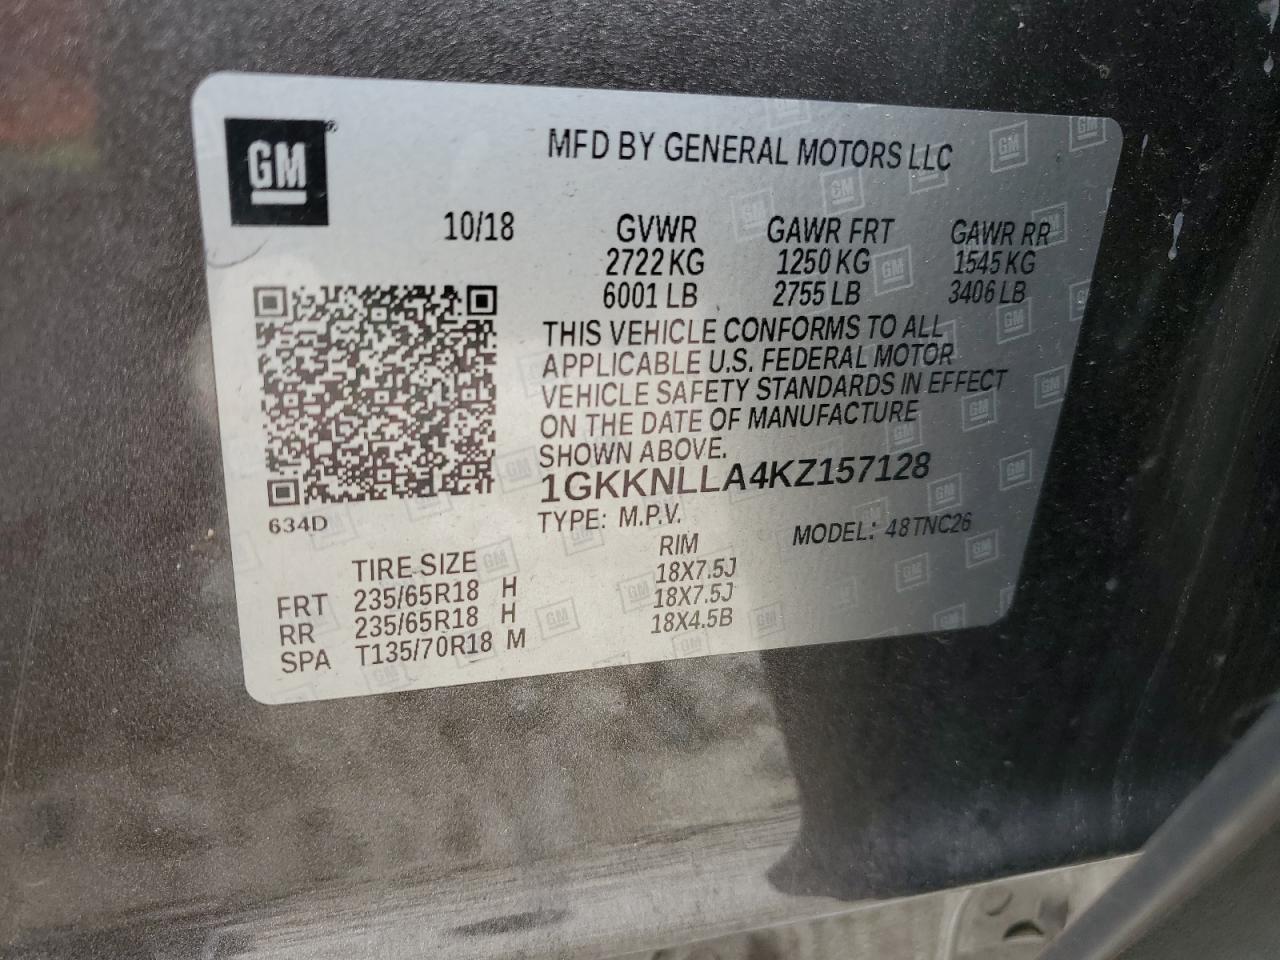 GM
MFD BY GENERAL MOTORS LLC
10/18 GVWR GAWR FRT GAWR RR
2722 KG 1250 KG 1545 KG
6001 LB 2755 LB 3406 LB
THIS VEHICLE CONFORMS TO ALL
APPLICABLE U.S. FEDERAL MOTOR
VEHICLE SAFETY STANDARDS IN EFFECT
ON THE DATE OF MANUFACTURE
SHOWN ABOVE.
1GKKNLLA4KZ157128
634D
TYPE: M.P.V. MODEL: 48TNC26
TIRE SIZE RIM
FRT 235/65R18 H 18X7.5J
RR 235/65R18 H 18X7.5J
SPA T135/70R18 M 18X4.5B